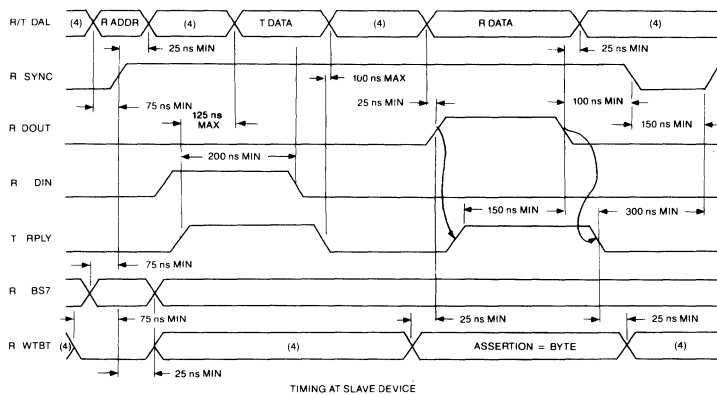 R/T DAL (4) R ADDR (4) T DATA (4) R DATA (4)
25 ns MIN 25 ns MIN
R SYNC 100 ns MAX
75 ns MIN 125 ns MAX 25 ns MIN 100 ns MIN
R DOUT 150 ns MIN
200 ns MIN
R DIN
150 ns MIN 300 ns MIN
T RPLY
75 ns MIN
R BS7
75 ns MIN 25 ns MIN 25 ns MIN
R WTBT (4) (4) ASSERTION = BYTE (4)
25 ns MIN
TIMING AT SLAVE DEVICE